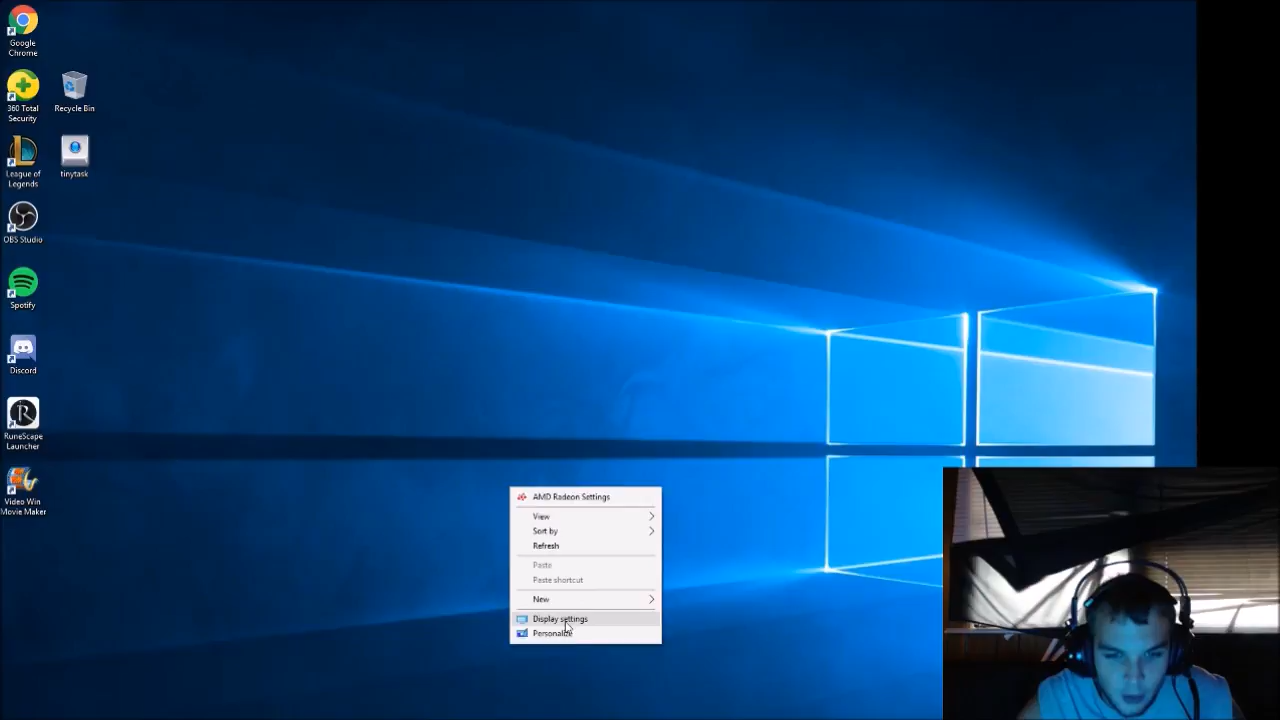 Google
Chrome
360 Total
Security
Recycle Bin
League of
Legends
tinytask
OBS Studio
Spotify
Discord
RuneScape
Launcher
Video Win
Movie Maker
AMD Radeon Settings
View
Sort by
Refresh
Paste
Paste shortcut
New
Display settings
Personalize